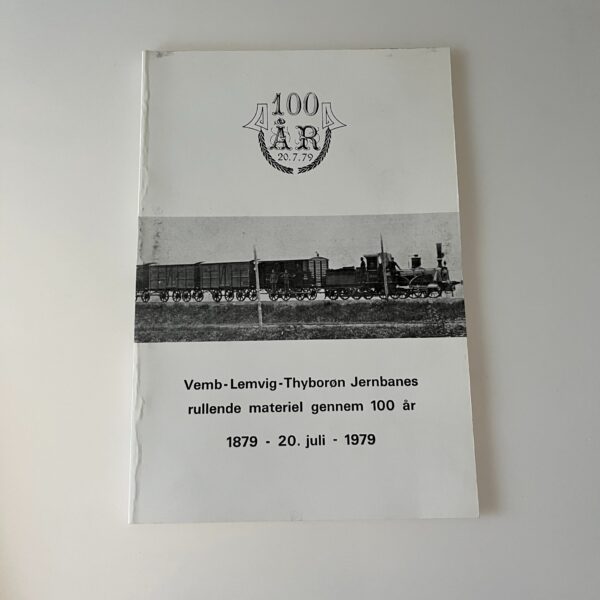 100
ÅR
20.7.79
Vemb-Lemvig-Thyborøn Jernbanes
rullende materiel gennem 100 år
1879 - 20. juli - 1979